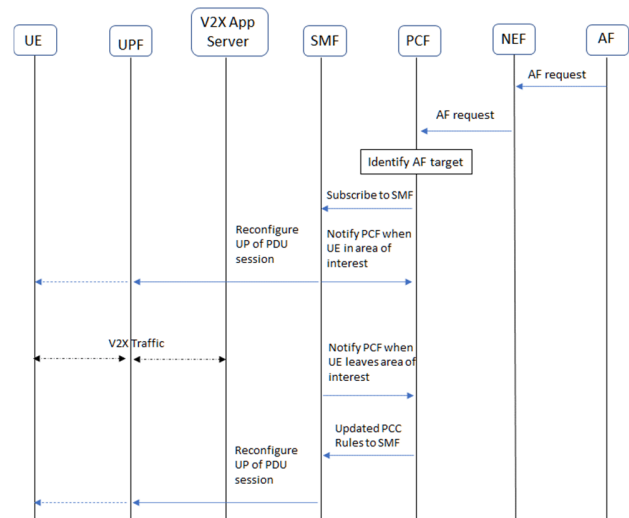 V2X App
Server
UE
UPF
SMF
PCF
NEF
AF
AF request
AF request
Identify AF target
Subscribe to SMF
Reconfigure
UP of PDU
session
Notify PCF when
UE in area of
interest
V2X Traffic
Notify PCF when
UE leaves area of
interest
Updated PCC
Rules to SMF
Reconfigure
UP of PDU
session